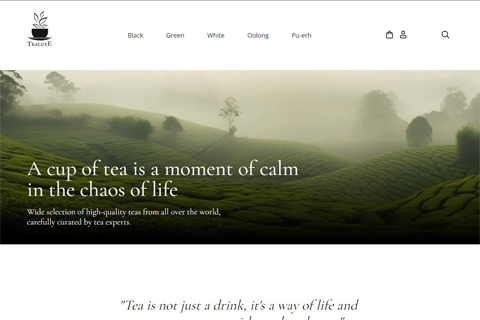 TEALUXE
Black Green White Oolong Pu-erh
A cup of tea is a moment of calm
in the chaos of life
Wide selection of high-quality teas from all over the world,
carefully curated by tea experts.
"Tea is not just a drink, it's a way of life and